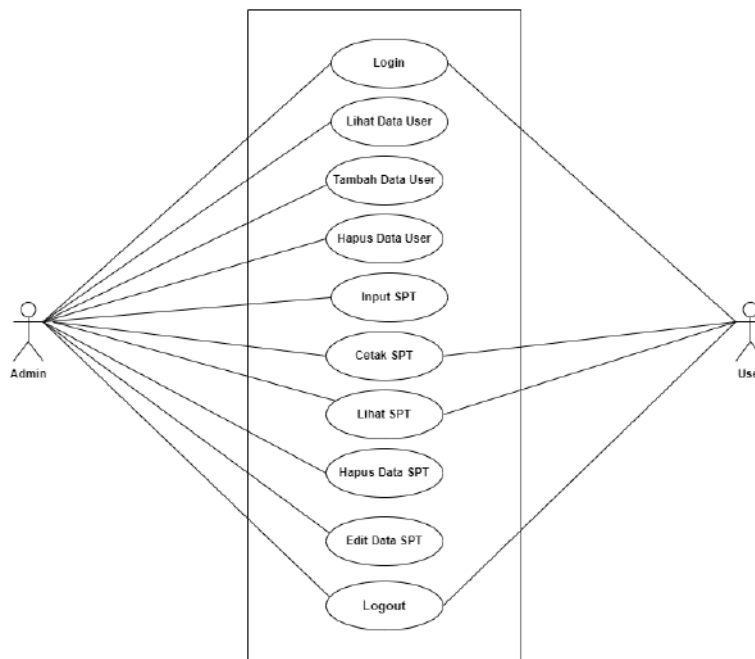 Login
Lihat Data User
Tambah Data User
Hapus Data User
Input SPT
Cetak SPT
Admin
Use
Lihat SPT
Hapus Data SPT
Edit Data SPT
Logout